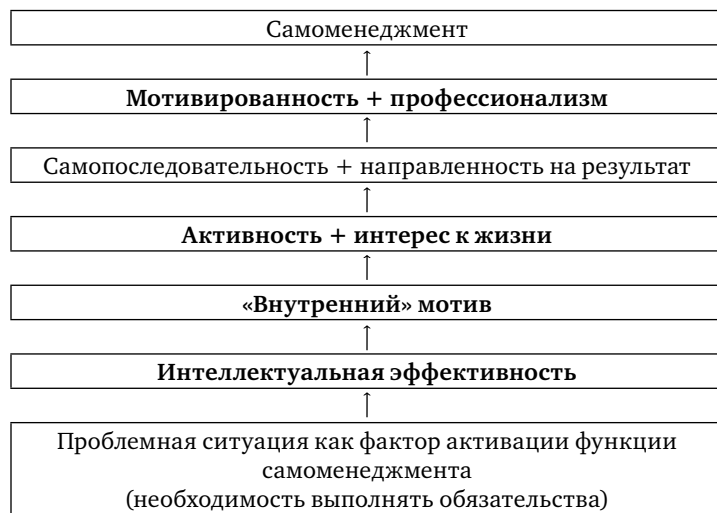 Самоменеджмент
↑
Мотивированность + профессионализм
↑
Самопоследовательность + направленность на результат
↑
Активность + интерес к жизни
↑
«Внутренний» мотив
↑
Интеллектуальная эффективность
↑
Проблемная ситуация как фактор активации функции
самоменеджмента
(необходимость выполнять обязательства)